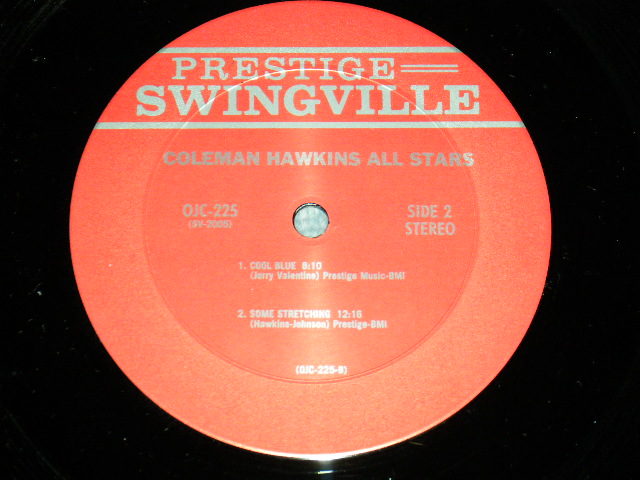 PRESTIGE
SWINGVILLE
COLEMAN HAWKINS ALL STARS
OJC-225 SIDE 2
(SV-2005) STEREO
1. COOL BLUE 9:10
(Jerry Valentine) Prestige Music-BMI
2. SOME STRETCHING 12:16
(Hawkins-Johnson) Prestige-BMI
(OJC-225-B)